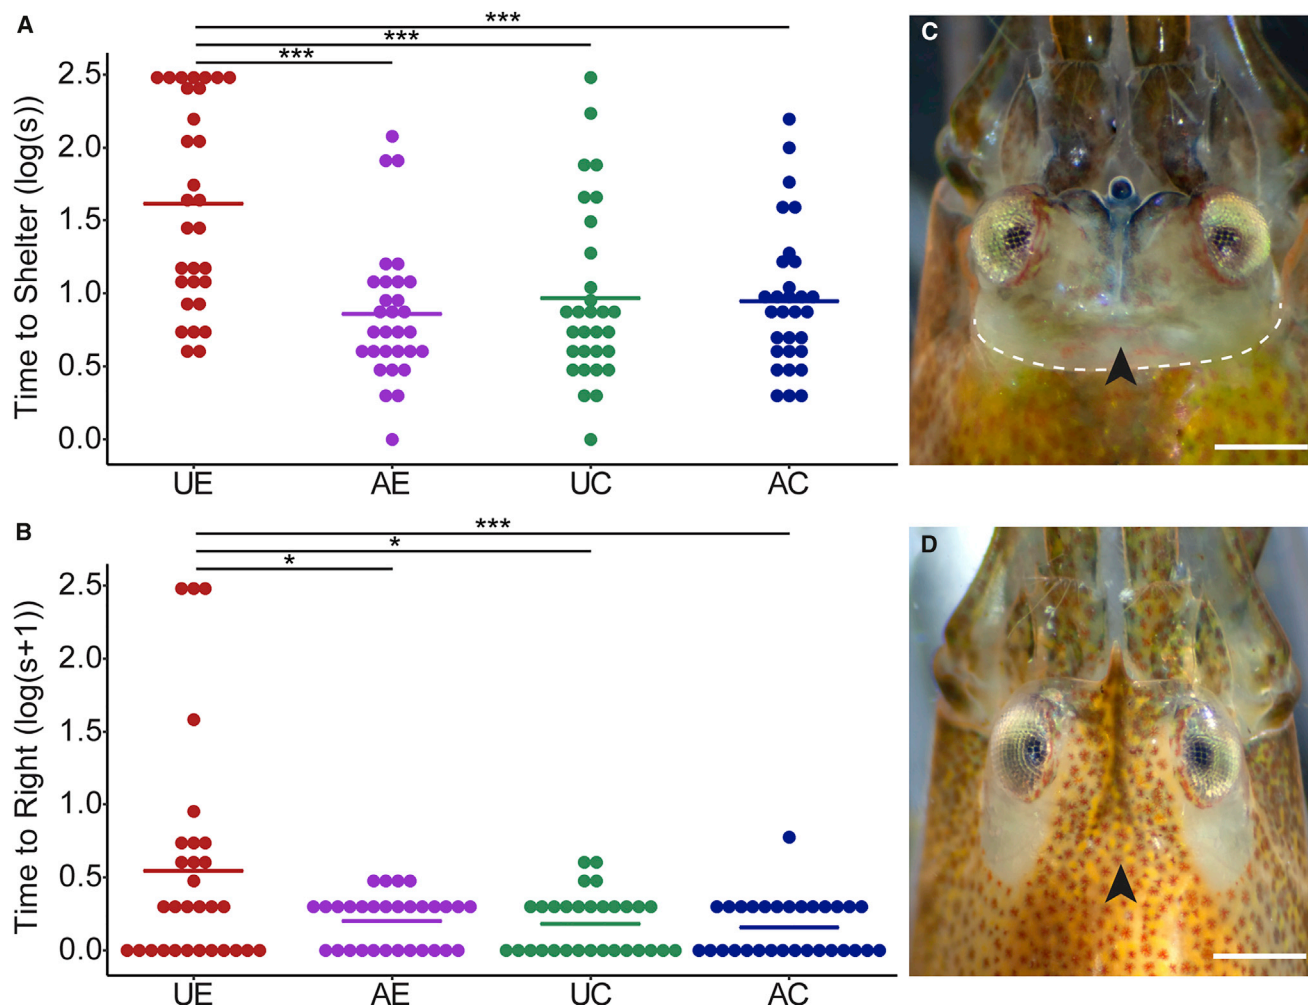 A
***
***
***
Time to Shelter (log(s))
2.5
2.0
1.5
1.0
0.5
0.0
UE AE UC AC
B
***
*
*
Time to Right (log(s+1))
2.5
2.0
1.5
1.0
0.5
0.0
UE AE UC AC
C
D